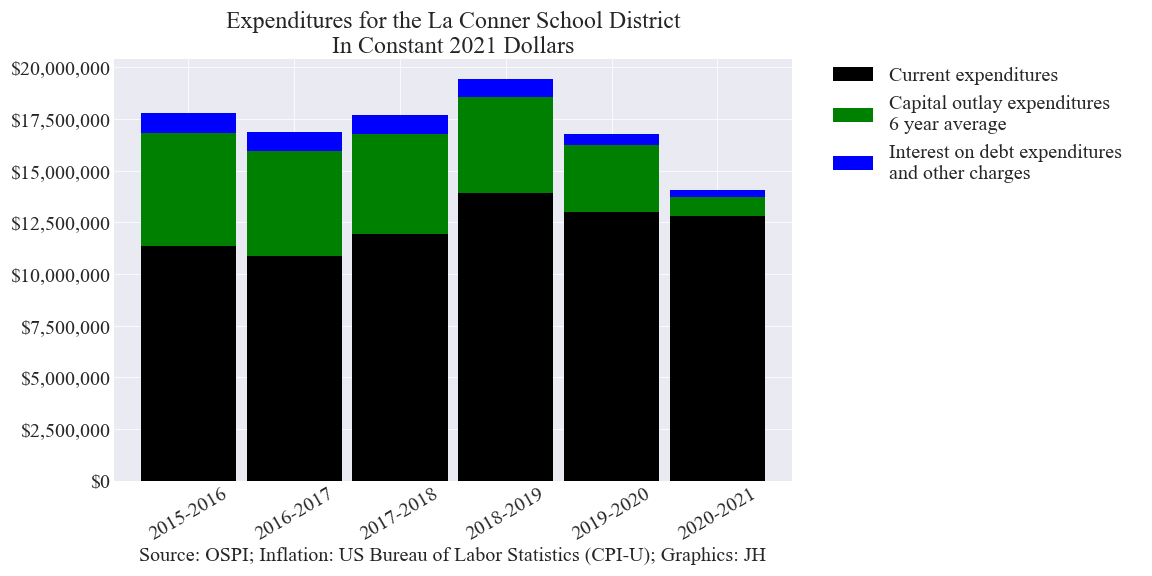 Expenditures for the La Conner School District
In Constant 2021 Dollars
$20,000,000
$17,500,000
$15,000,000
$12,500,000
$10,000,000
$7,500,000
$5,000,000
$2,500,000
$0
2015-2016
2016-2017
2017-2018
2018-2019
2019-2020
2020-2021
Source: OSPI; Inflation: US Bureau of Labor Statistics (CPI-U); Graphics: JH
Current expenditures
Capital outlay expenditures
6 year average
Interest on debt expenditures
and other charges